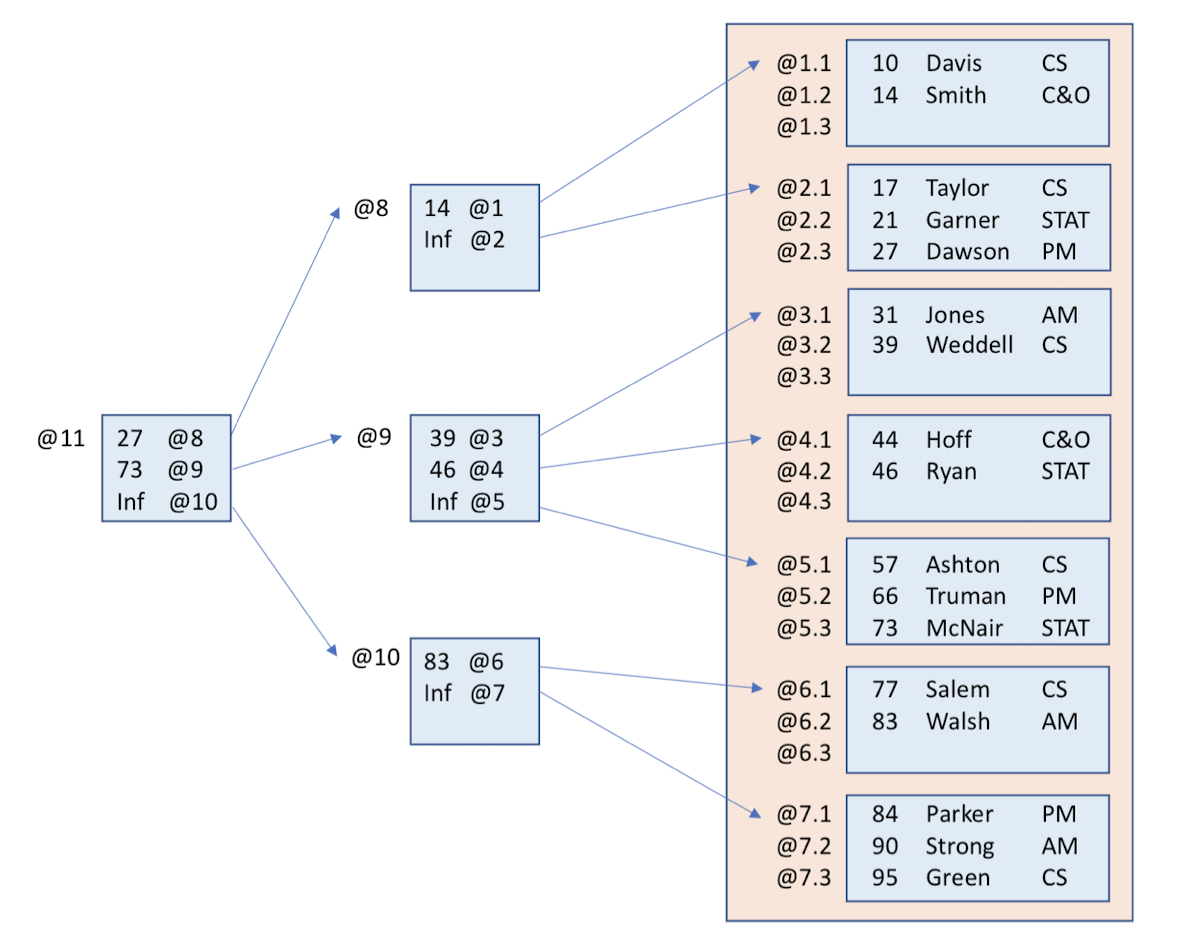 @11
27 @8
73 @9
Inf @10
@8
14 @1
Inf @2
@9
39 @3
46 @4
Inf @5
@10
83 @6
Inf @7
@1.1 10 Davis CS
@1.2 14 Smith C&O
@1.3
@2.1 17 Taylor CS
@2.2 21 Garner STAT
@2.3 27 Dawson PM
@3.1 31 Jones AM
@3.2 39 Weddell CS
@3.3
@4.1 44 Hoff C&O
@4.2 46 Ryan STAT
@4.3
@5.1 57 Ashton CS
@5.2 66 Truman PM
@5.3 73 McNair STAT
@6.1 77 Salem CS
@6.2 83 Walsh AM
@6.3
@7.1 84 Parker PM
@7.2 90 Strong AM
@7.3 95 Green CS